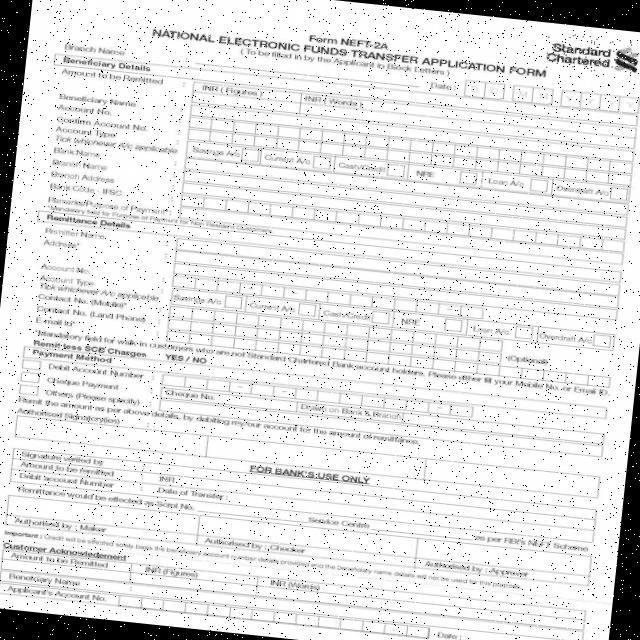 Form NEFT-2A
NATIONAL ELECTRONIC FUNDS TRANSFER APPLICATION FORM
( To be filled in by the Applicant in Block Letters )
Standard
Chartered
Branch Name
Date :
Beneficiary Details
Amount to be Remitted
INR ( Figures )
INR ( Words )
Beneficiary Name
Account No.
Confirm Account No.
Account Type
Tick whichever A/c applicable
Savings A/c
Current A/c
Cash Credit
NRE
Loan A/c
Overdraft A/c
Bank Name
Branch Name
Branch Address
Bank Code - IFSC
Remittance Details
Remitter Name
Address*
Account No.
Account Type
Tick whichever A/c applicable
Savings A/c
Current A/c
Cash Credit
NRE
Loan A/c
Overdraft A/c
Contact No. (Mobile)*
Contact No. (Land Phone)
(Optional)
E-mail ID*
*Mandatory field for walk-in customers who are not Standard Chartered Bank account holders. Please either fill your Mobile No. or Email ID.
Remit less SCB Charges YES / NO
Payment Method
Debit Account Number
Cheque Payment
Cheque No.
Drawn on Bank & Branch
Others (Please specify)
Remit the amount as per above details, by debiting my/our account for the amount of remittance.
Authorised Signatory(ies)
FOR BANK'S USE ONLY
Signature verified by
Amount to be remitted
INR
Debit account Number
Date of Transfer
Remittance would be effected as Sr.No.
Service Centre
as per RBI's NEFT Scheme
Authorised by : Maker
Authorised by : Checker
Authorised by : Approver
Customer Acknowledgement
Amount to be Remitted
INR (Figures)
INR (Words)
Beneficiary Name
Applicant's Account No.
Date :